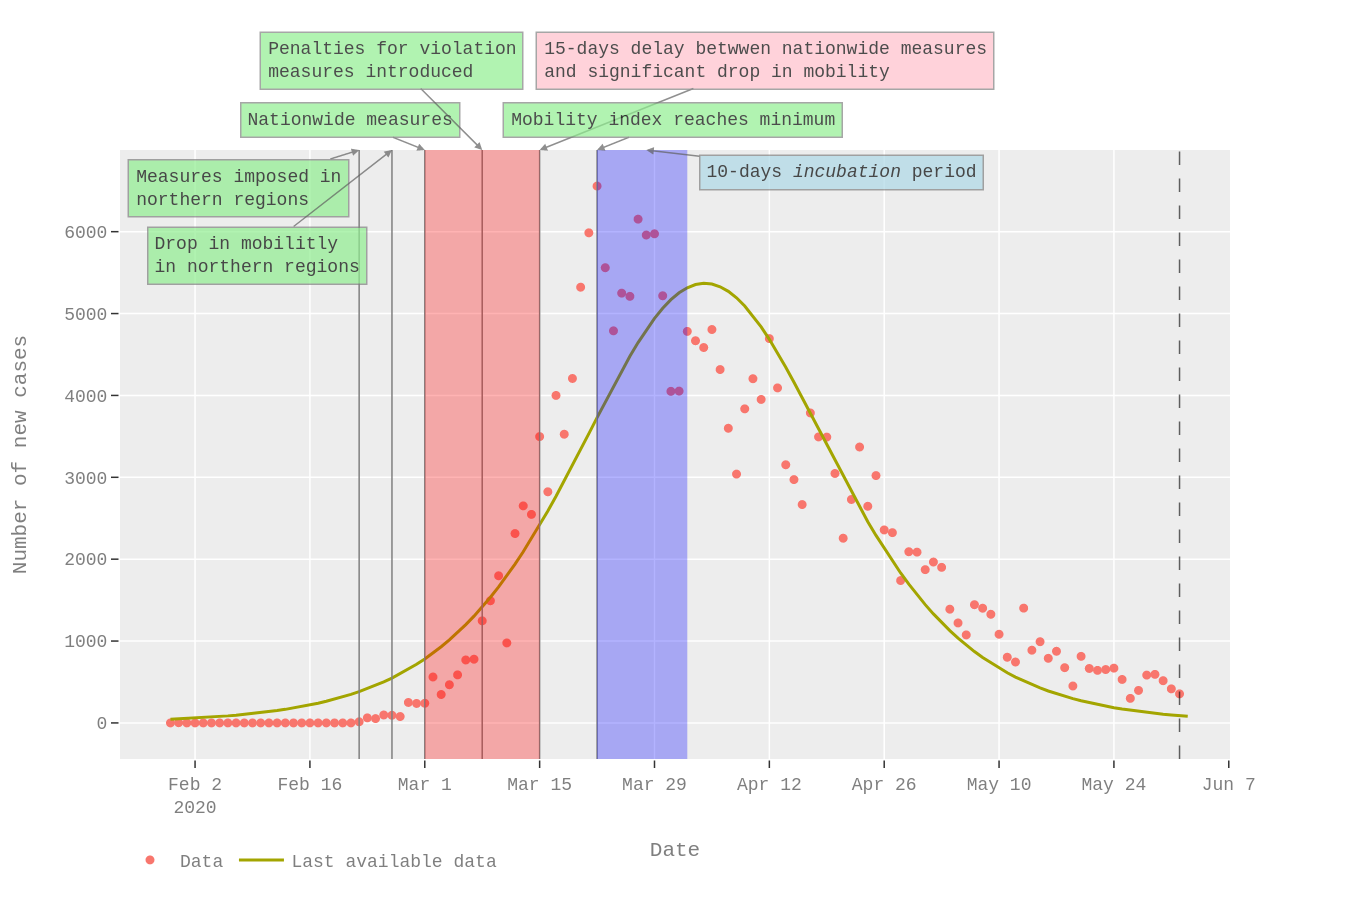 Penalties for violation
measures introduced
15-days delay betwwen nationwide measures
and significant drop in mobility
Nationwide measures
Mobility index reaches minimum
Measures imposed in
northern regions
10-days incubation period
Drop in mobilitly
in northern regions
Number of new cases
6000
5000
4000
3000
2000
1000
0
Feb 2
2020
Feb 16
Mar 1
Mar 15
Mar 29
Apr 12
Apr 26
May 10
May 24
Jun 7
Date
Data
Last available data